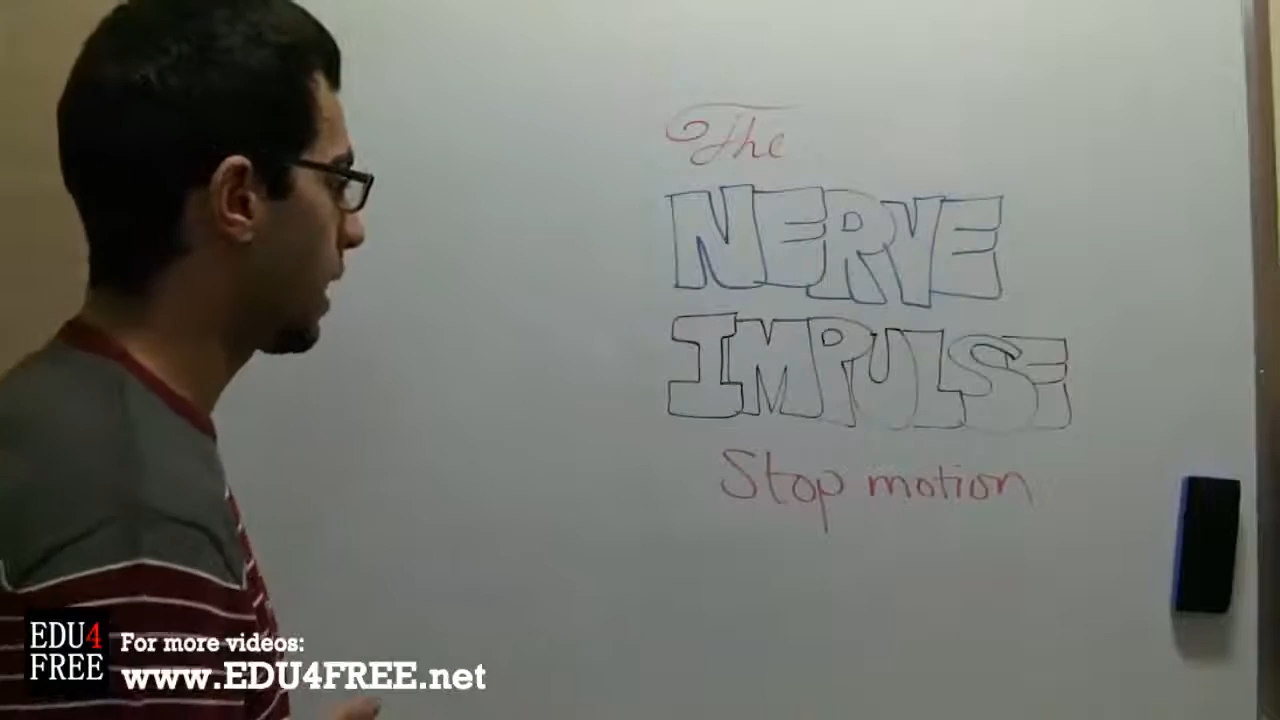 The
NERVE
IMPULSE
Stop motion
EDU4
FREE
For more videos:
www.EDU4FREE.net